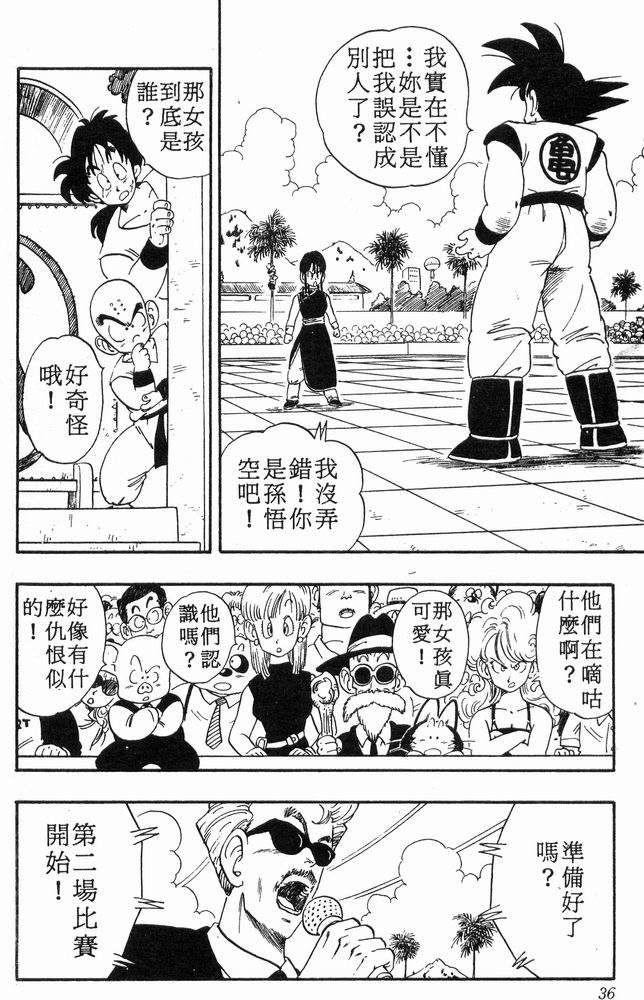 我實在不懂
…妳是不是
把我誤認成
別人了？
龜
我沒弄
錯！你
是孫悟
空吧！
那女孩
到底是
誰？
好奇怪
哦！
他們在嘀咕
什麼啊？
那女孩真
可愛！
他們認
識嗎？
好像有什
麼仇恨似
的！
準備好了
嗎？
第二場比賽
開始！
36